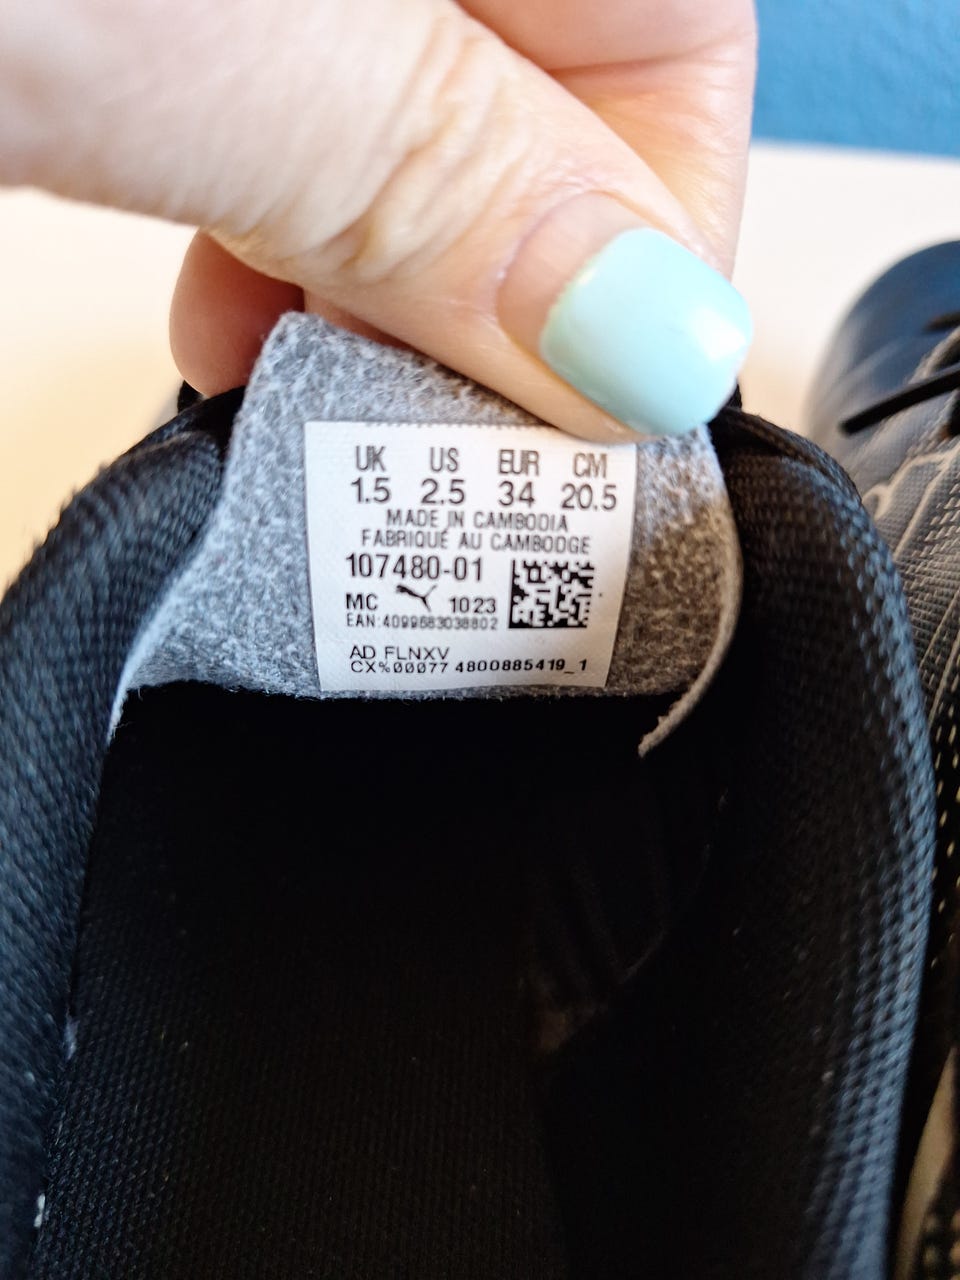 UK US EUR CM
1.5 2.5 34 20.5
MADE IN CAMBODIA
FABRIQUÉ AU CAMBODGE
107480-01
MC 1023
EAN:4099683038802
AD FLNXV
CX%00077 4800885419_1